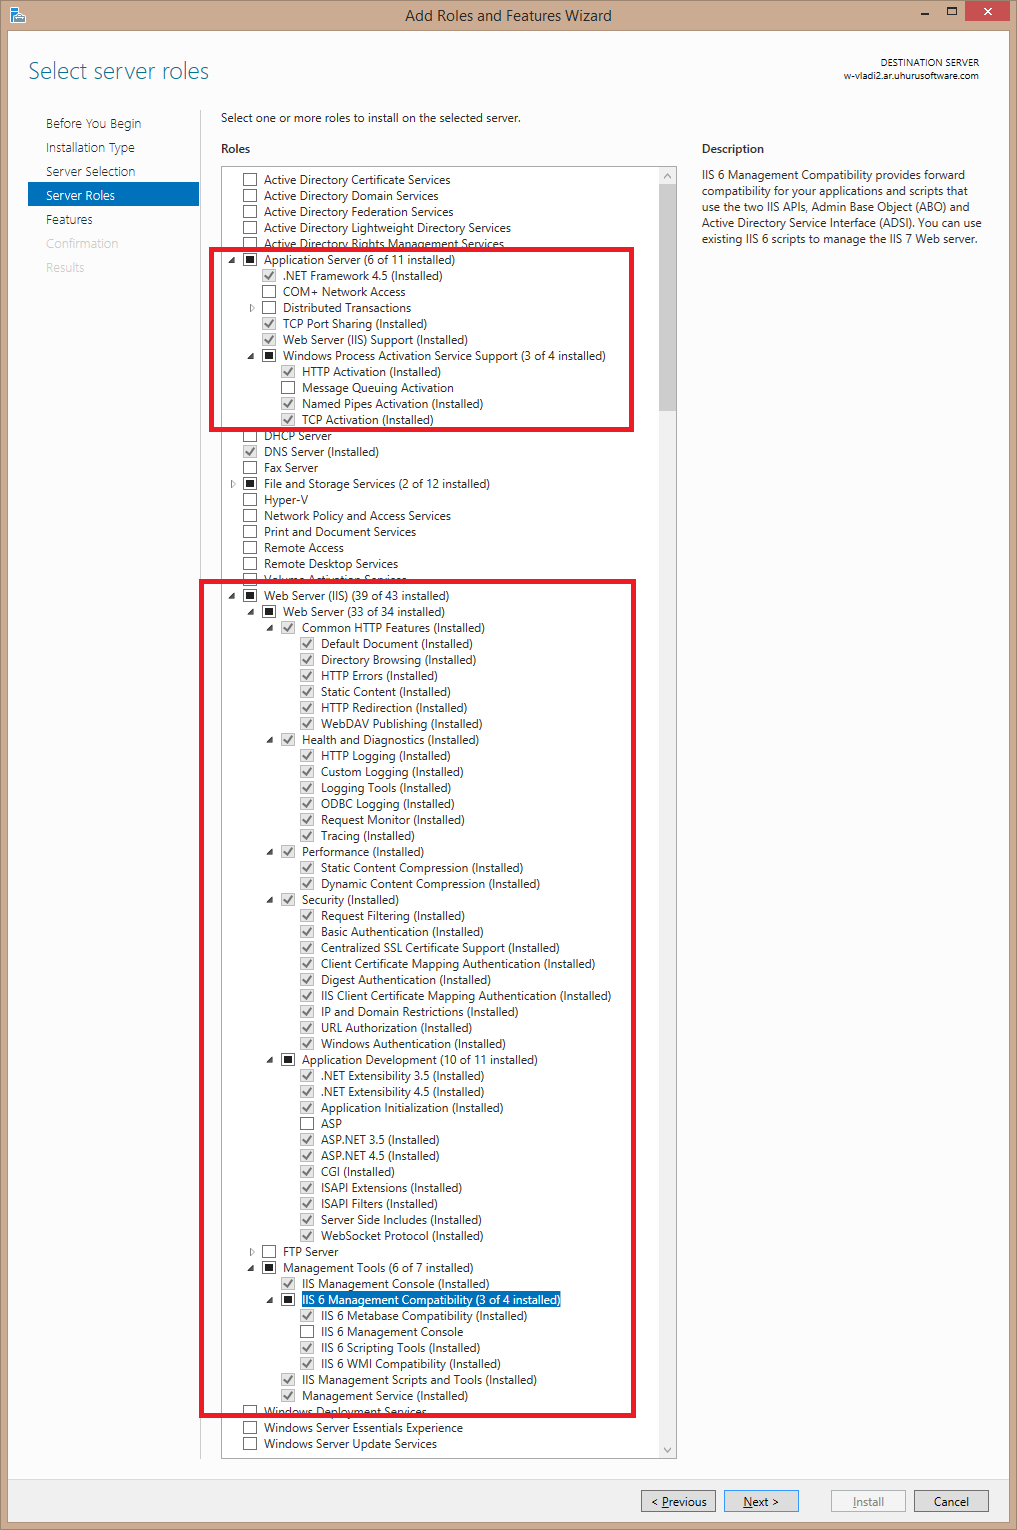 Add Roles and Features Wizard
Select server roles
DESTINATION SERVER
w-vladi2.ar.uhurusoftware.com
Before You Begin
Installation Type
Server Selection
Server Roles
Features
Confirmation
Results
Select one or more roles to install on the selected server.
Roles
Active Directory Certificate Services
Active Directory Domain Services
Active Directory Federation Services
Active Directory Lightweight Directory Services
Active Directory Rights Management Services
Application Server (6 of 11 installed)
.NET Framework 4.5 (Installed)
COM+ Network Access
Distributed Transactions
TCP Port Sharing (Installed)
Web Server (IIS) Support (Installed)
Windows Process Activation Service Support (3 of 4 installed)
HTTP Activation (Installed)
Message Queuing Activation
Named Pipes Activation (Installed)
TCP Activation (Installed)
DHCP Server
DNS Server (Installed)
Fax Server
File and Storage Services (2 of 12 installed)
Hyper-V
Network Policy and Access Services
Print and Document Services
Remote Access
Remote Desktop Services
Volume Activation Services
Web Server (IIS) (39 of 43 installed)
Web Server (33 of 34 installed)
Common HTTP Features (Installed)
Default Document (Installed)
Directory Browsing (Installed)
HTTP Errors (Installed)
Static Content (Installed)
HTTP Redirection (Installed)
WebDAV Publishing (Installed)
Health and Diagnostics (Installed)
HTTP Logging (Installed)
Custom Logging (Installed)
Logging Tools (Installed)
ODBC Logging (Installed)
Request Monitor (Installed)
Tracing (Installed)
Performance (Installed)
Static Content Compression (Installed)
Dynamic Content Compression (Installed)
Security (Installed)
Request Filtering (Installed)
Basic Authentication (Installed)
Centralized SSL Certificate Support (Installed)
Client Certificate Mapping Authentication (Installed)
Digest Authentication (Installed)
IIS Client Certificate Mapping Authentication (Installed)
IP and Domain Restrictions (Installed)
URL Authorization (Installed)
Windows Authentication (Installed)
Application Development (10 of 11 installed)
.NET Extensibility 3.5 (Installed)
.NET Extensibility 4.5 (Installed)
Application Initialization (Installed)
ASP
ASP.NET 3.5 (Installed)
ASP.NET 4.5 (Installed)
CGI (Installed)
ISAPI Extensions (Installed)
ISAPI Filters (Installed)
Server Side Includes (Installed)
WebSocket Protocol (Installed)
FTP Server
Management Tools (6 of 7 installed)
IIS Management Console (Installed)
IIS 6 Management Compatibility (3 of 4 installed)
IIS 6 Metabase Compatibility (Installed)
IIS 6 Management Console
IIS 6 Scripting Tools (Installed)
IIS 6 WMI Compatibility (Installed)
IIS Management Scripts and Tools (Installed)
Management Service (Installed)
Windows Deployment Services
Windows Server Essentials Experience
Windows Server Update Services
Description
IIS 6 Management Compatibility provides forward
compatibility for your applications and scripts that
use the two IIS APIs, Admin Base Object (ABO) and
Active Directory Service Interface (ADSI). You can use
existing IIS 6 scripts to manage the IIS 7 Web server.
< Previous
Next >
Install
Cancel